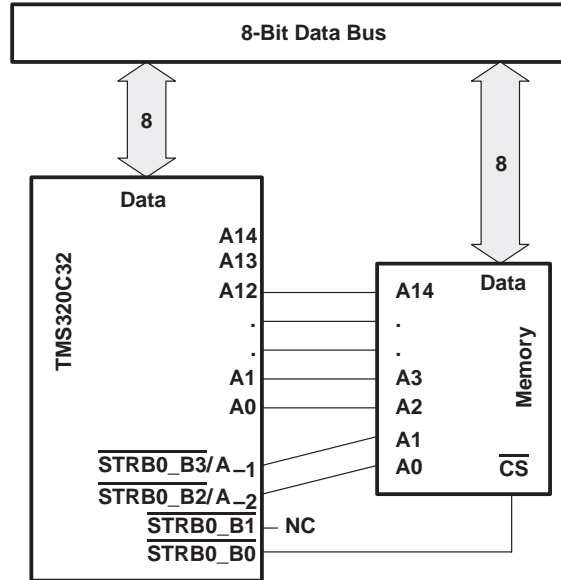 8-Bit Data Bus
8
8
Data
A14
A13
A12
.
.
A1
A0
STRB0_B3/A–1
STRB0_B2/A–2
STRB0_B1
STRB0_B0
TMS320C32
NC
Data
A14
.
.
A3
A2
A1
A0
CS
Memory